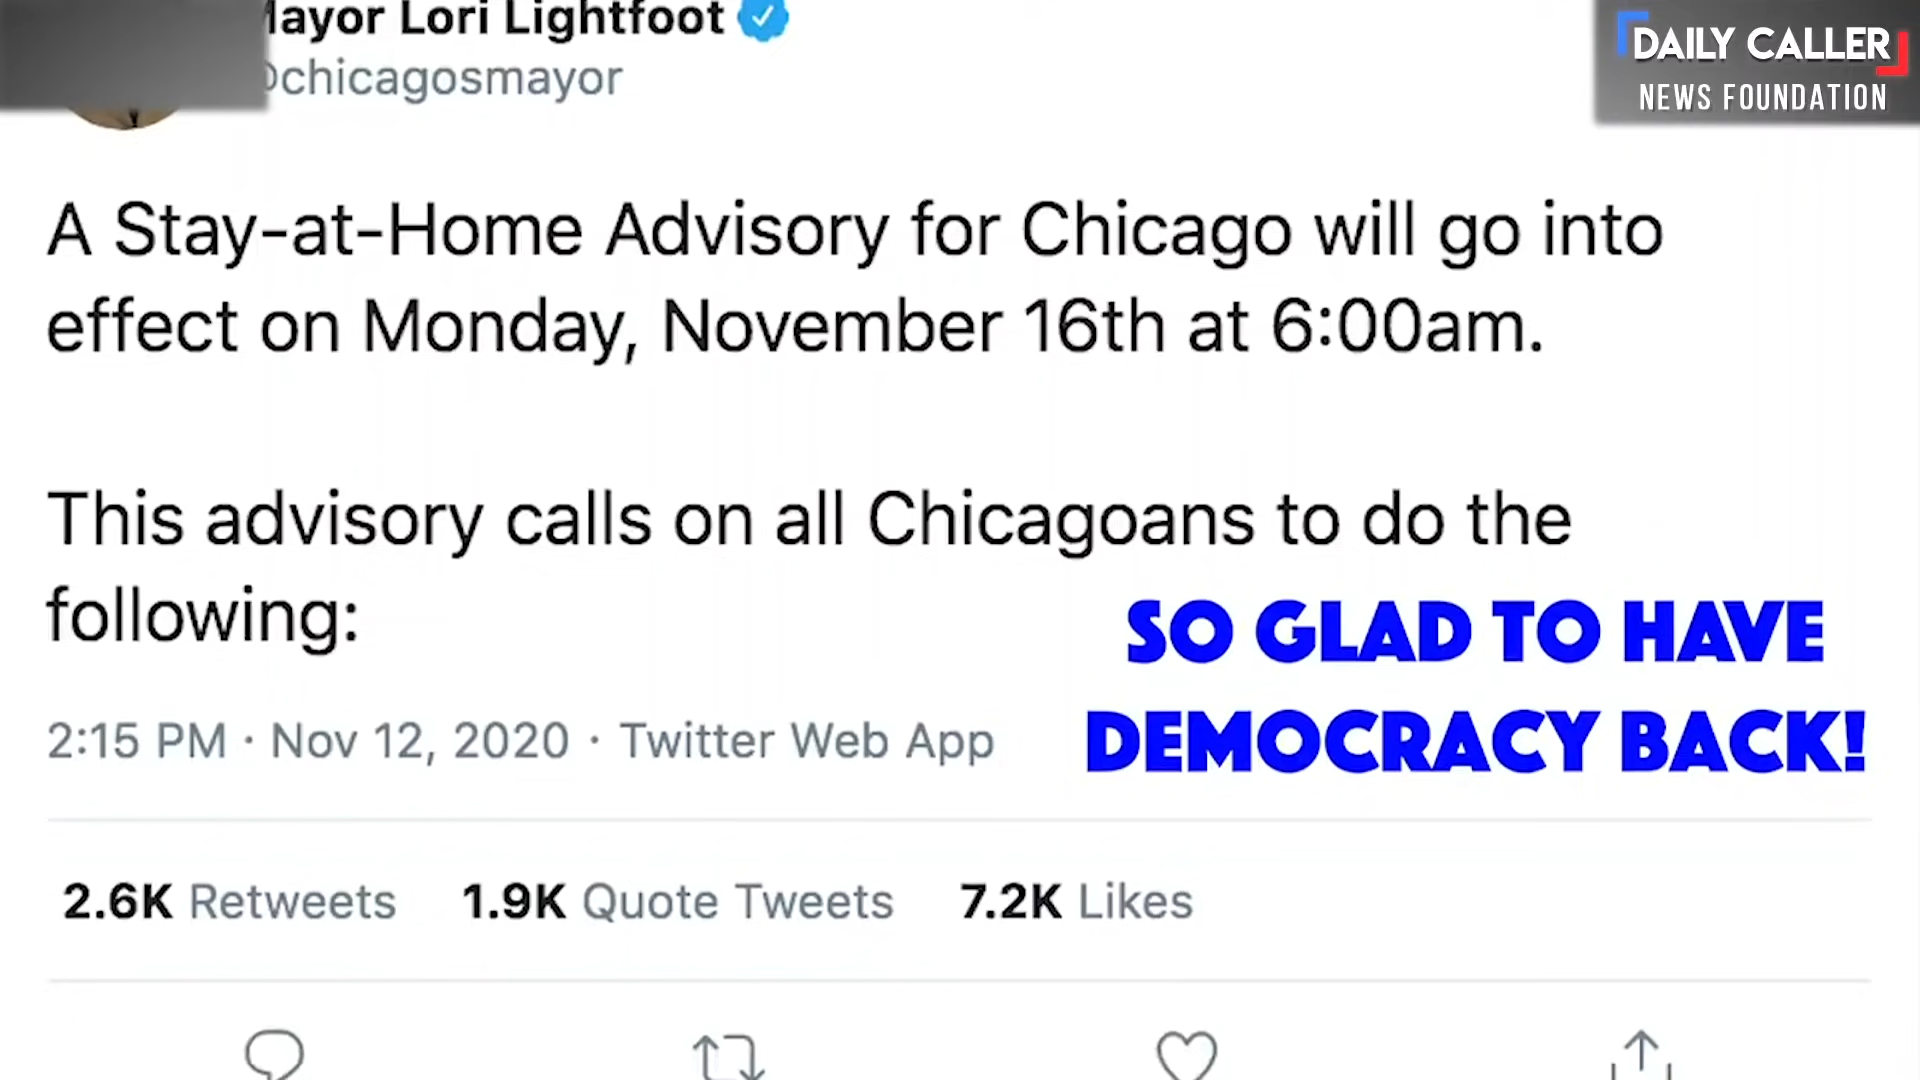 Mayor Lori Lightfoot
@chicagosmayor
DAILY CALLER
NEWS FOUNDATION
A Stay-at-Home Advisory for Chicago will go into
effect on Monday, November 16th at 6:00am.
This advisory calls on all Chicagoans to do the
following:
SO GLAD TO HAVE
DEMOCRACY BACK!
2:15 PM · Nov 12, 2020 · Twitter Web App
2.6K Retweets 1.9K Quote Tweets 7.2K Likes